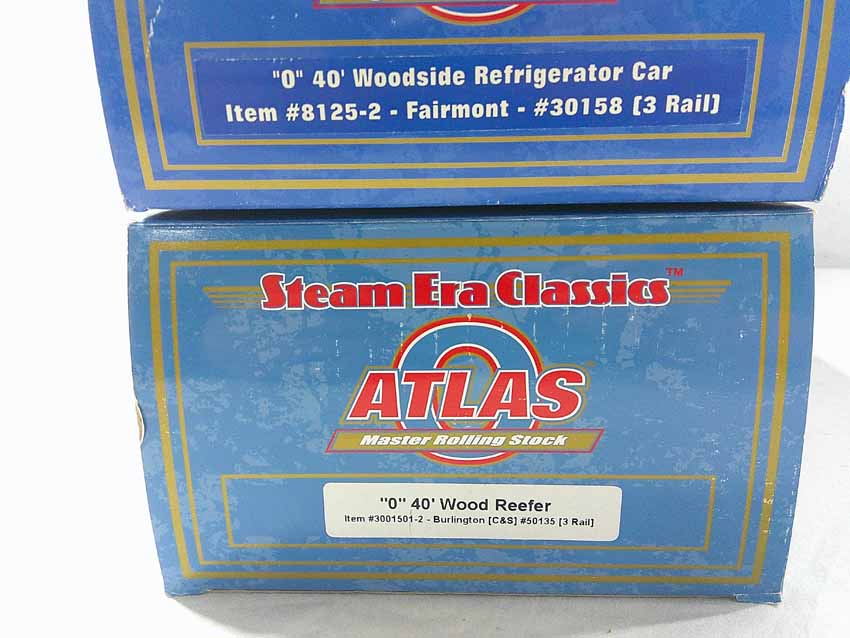 "O" 40' Woodside Refrigerator Car
Item #8125-2 - Fairmont - #30158 [3 Rail]
Steam Era Classics™
ATLAS
Master Rolling Stock
"O" 40' Wood Reefer
Item #3001501-2 - Burlington [C&S] #50135 [3 Rail]